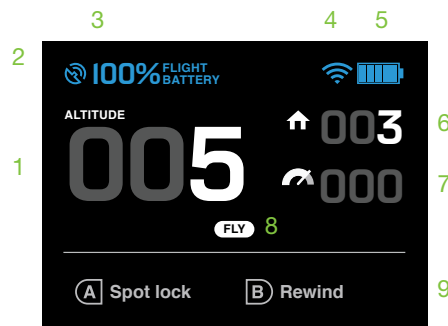 3 4 5
2 100% FLIGHT BATTERY
ALTITUDE
1 005 003 6
000 7
FLY 8
A Spot lock B Rewind 9